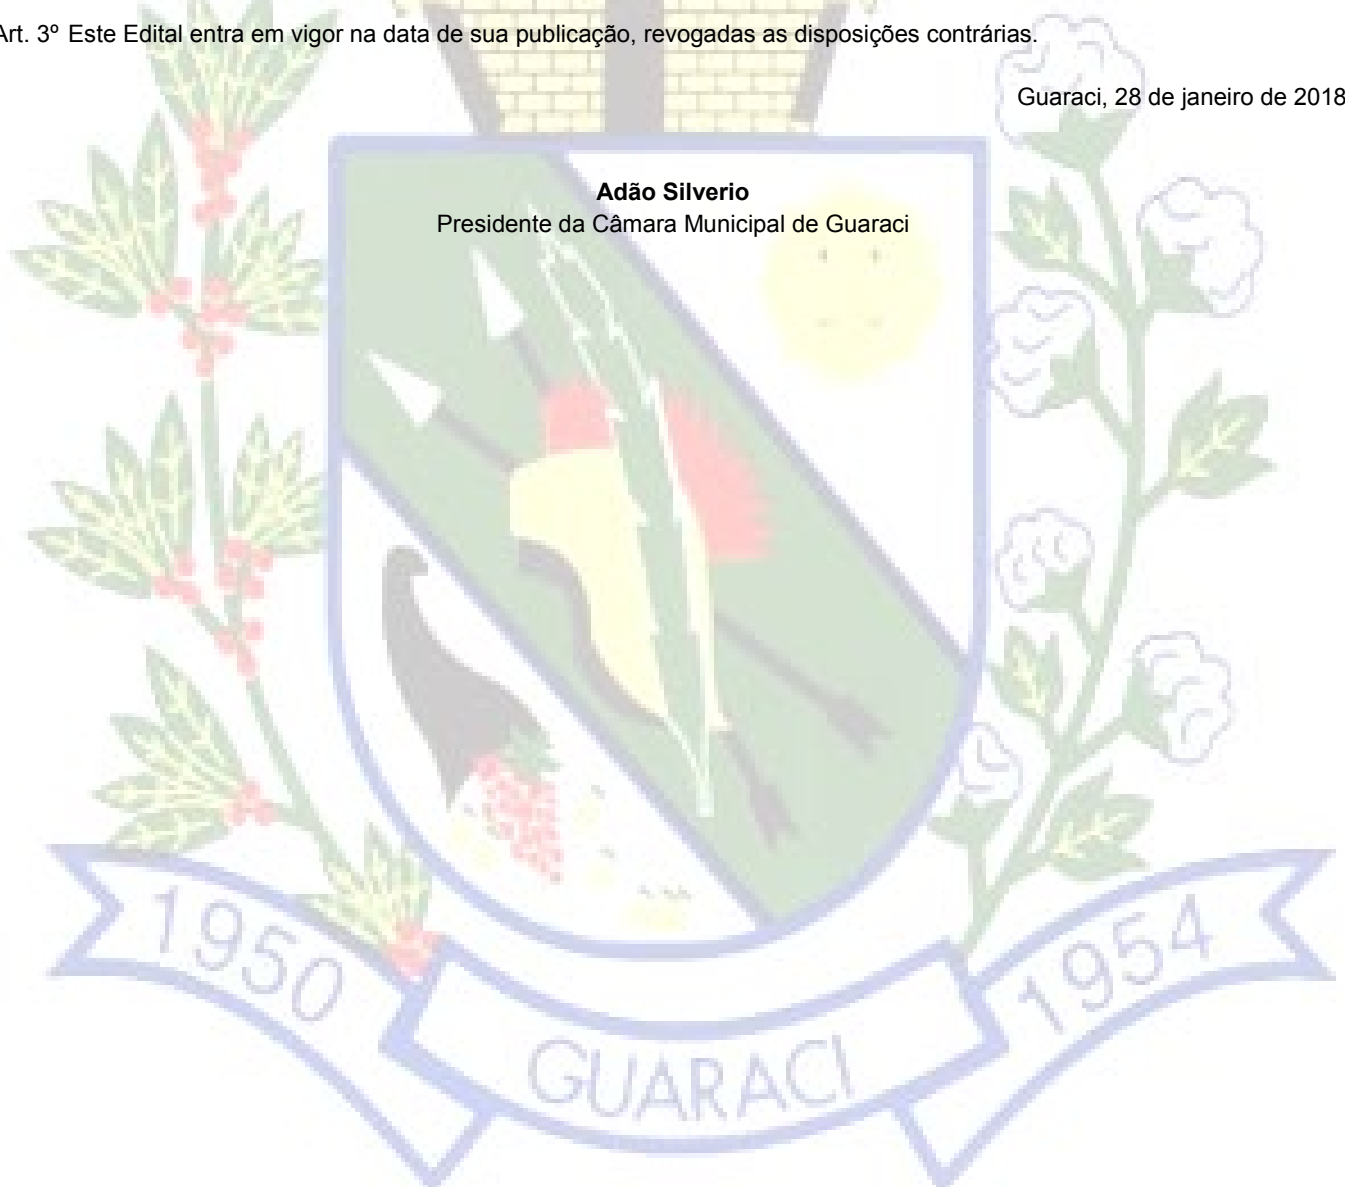 Art. 3º Este Edital entra em vigor na data de sua publicação, revogadas as disposições contrárias.
Guaraci, 28 de janeiro de 2018
Adão Silverio
Presidente da Câmara Municipal de Guaraci
1950
1954
GUARACI